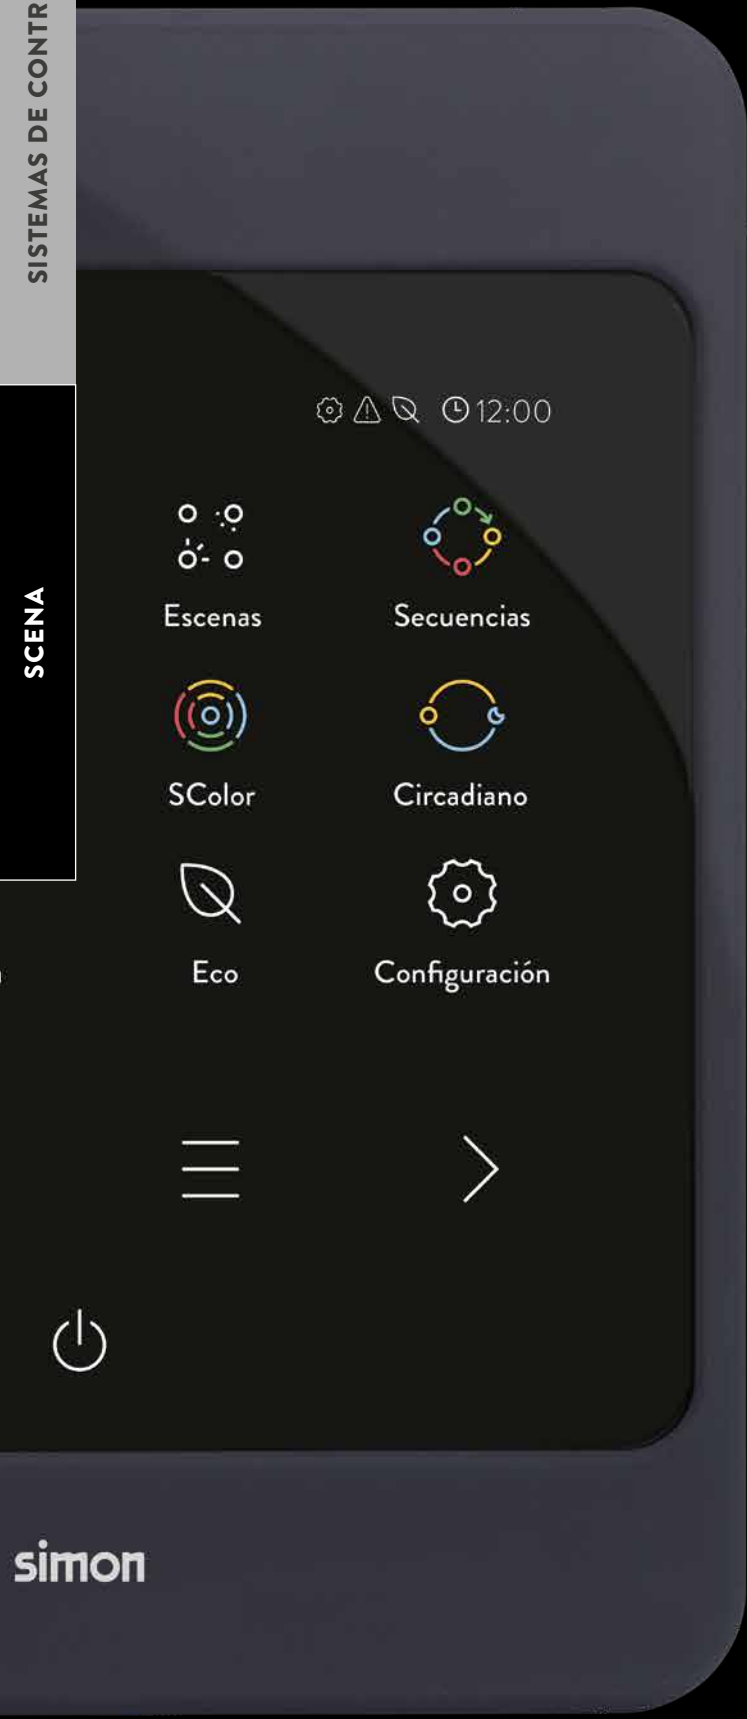 SISTEMAS DE CONTR
SCENA
12:00
Escenas
Secuencias
SColor
Circadiano
Eco
Configuración
simon